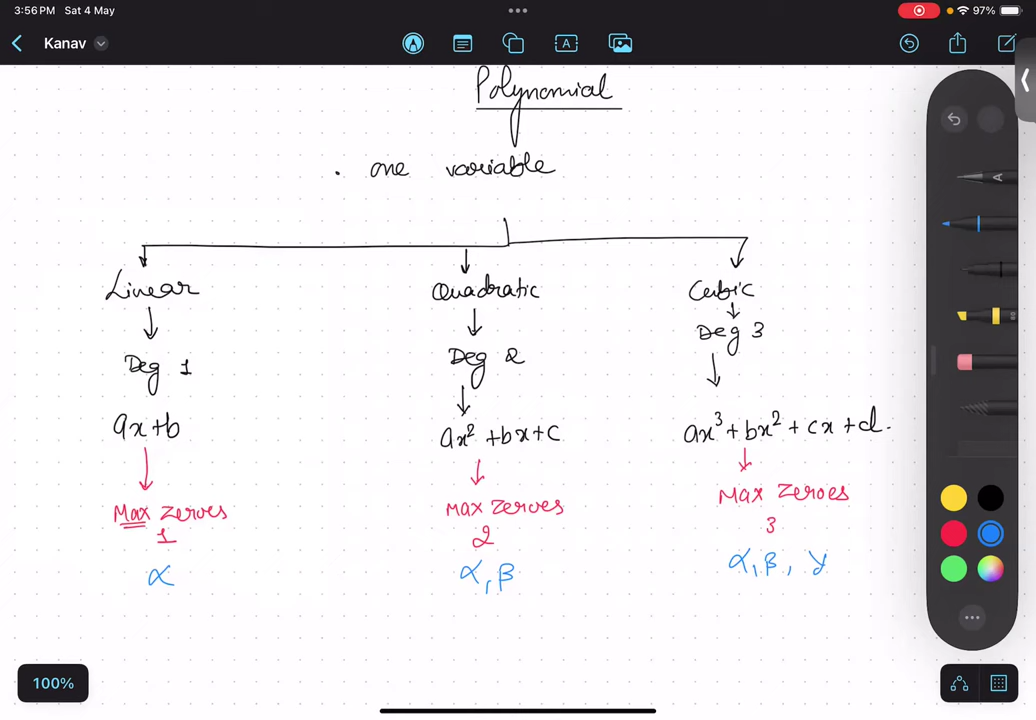 3:56 PM Sat 4 May
97%
Kanav
A
Polynomial
. one variable
Linear
Quadratic
Cubic
Deg 1
Deg 2
Deg 3
ax+b
ax² +bx+c
ax³ + bx² + cx + d.
Max zeroes
1
Max zeroes
2
Max zeroes
3
α
α, β
α, β, γ
A
80
100%